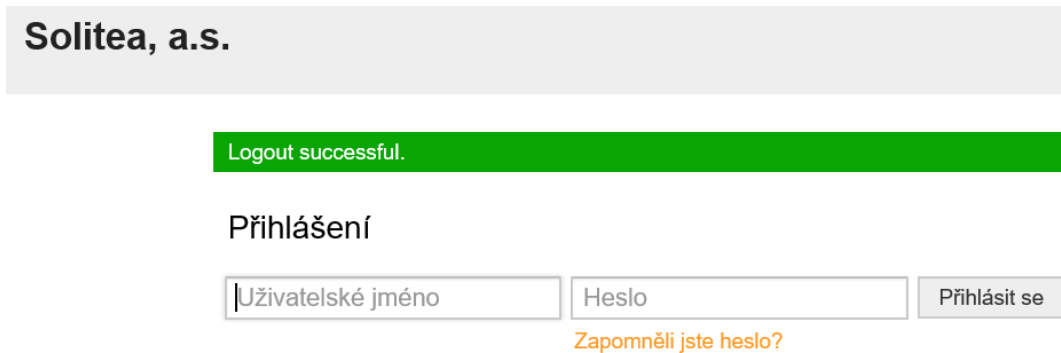 Solitea, a.s.
Logout successful.
Přihlášení
Uživatelské jméno Heslo Přihlásit se
Zapomněli jste heslo?